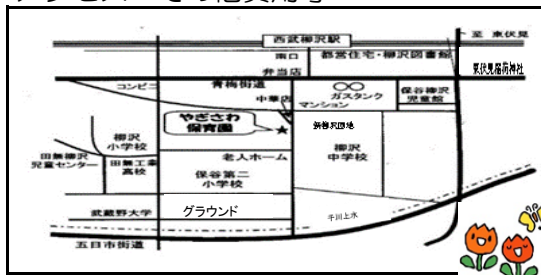 西武柳沢駅
至 東伏見
南口
都営住宅・柳沢図書館
弁当店
東伏見稲荷神社
コンビニ
青梅街道
中華店
ガスタンク
マンション
保谷柳沢
児童館
やぎさわ
保育園
新柳沢団地
柳沢
小学校
柳沢
中学校
田無柳沢
児童センター
田無工業
高校
老人ホーム
保谷第二
小学校
武蔵野大学
グラウンド
千川上水
五日市街道